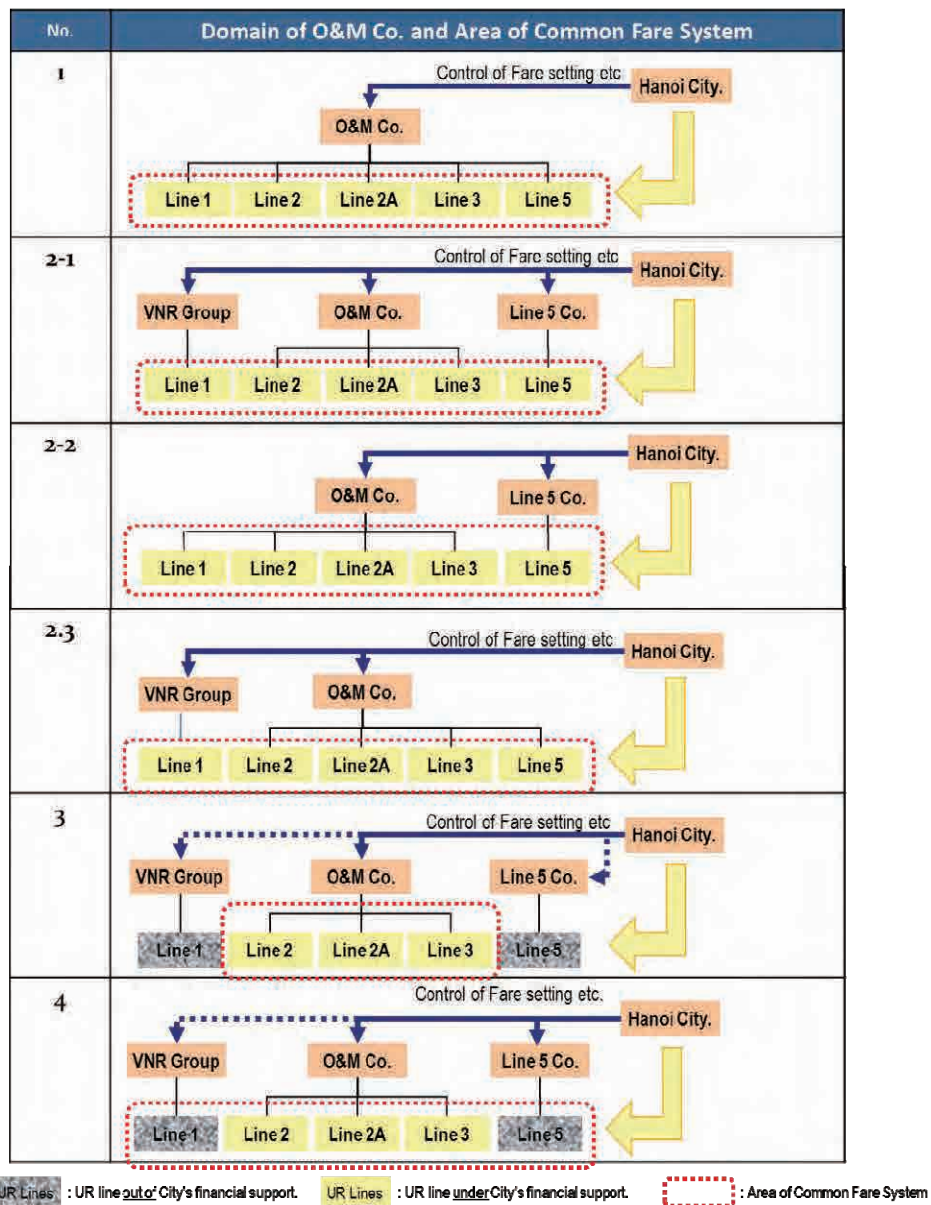 No. Domain of O&M Co. and Area of Common Fare System
1
Control of Fare setting etc
Hanoi City.
O&M Co.
Line 1 Line 2 Line 2A Line 3 Line 5
2-1
Control of Fare setting etc
Hanoi City.
VNR Group O&M Co. Line 5 Co.
Line 1 Line 2 Line 2A Line 3 Line 5
2-2
Hanoi City.
O&M Co. Line 5 Co.
Line 1 Line 2 Line 2A Line 3 Line 5
2.3
Control of Fare setting etc
Hanoi City.
VNR Group O&M Co.
Line 1 Line 2 Line 2A Line 3 Line 5
3
Control of Fare setting etc
Hanoi City.
VNR Group O&M Co. Line 5 Co.
Line 1 Line 2 Line 2A Line 3 Line 5
4
Control of Fare setting etc.
Hanoi City.
VNR Group O&M Co. Line 5 Co.
Line 1 Line 2 Line 2A Line 3 Line 5
UR Lines : UR line out of City's financial support. UR Lines : UR line under City's financial support. : Area of Common Fare System